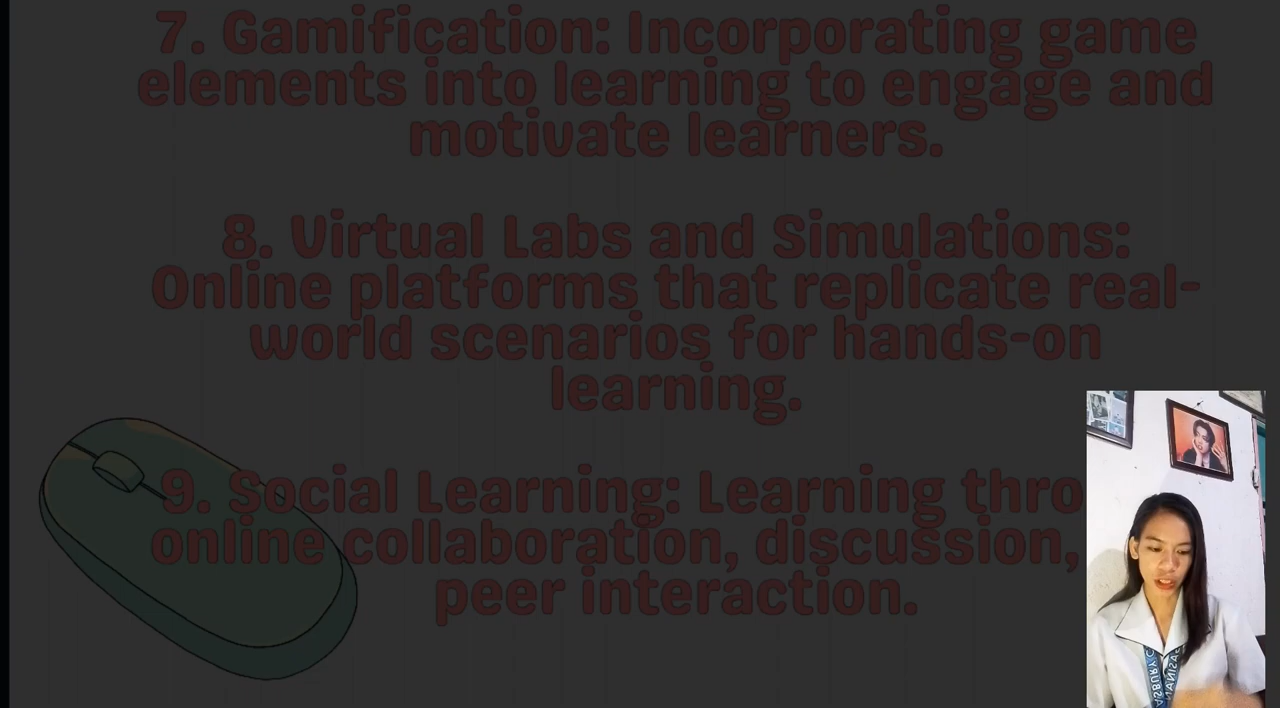 7. Gamification: Incorporating game
elements into learning to engage and
motivate learners.
8. Virtual Labs and Simulations:
Online platforms that replicate real-
world scenarios for hands-on
learning.
9. Social Learning: Learning thro
online collaboration, discussion,
peer interaction.